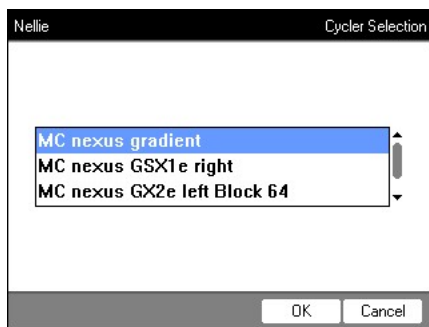 Nellie Cycler Selection
MC nexus gradient
MC nexus GSX1e right
MC nexus GX2e left Block 64
OK Cancel